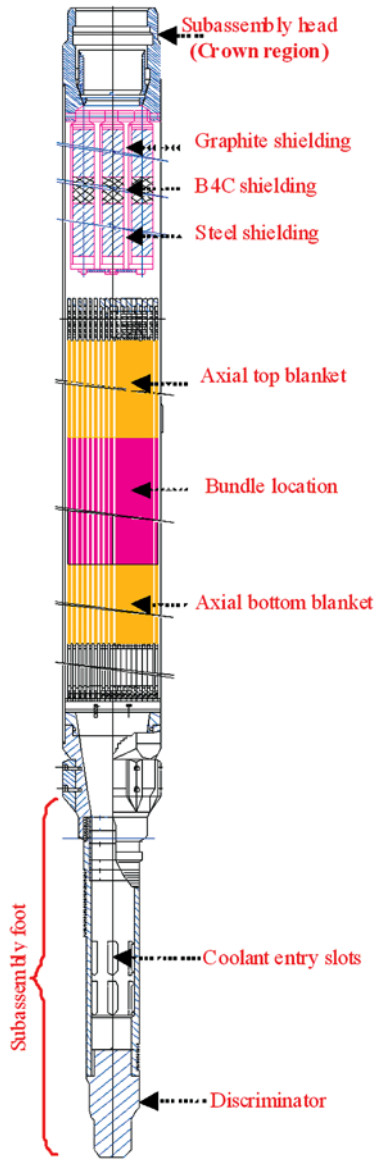 Subassembly head
(Crown region)
Graphite shielding
B4C shielding
Steel shielding
Axial top blanket
Bundle location
Axial bottom blanket
Subassembly foot
Coolant entry slots
Discriminator